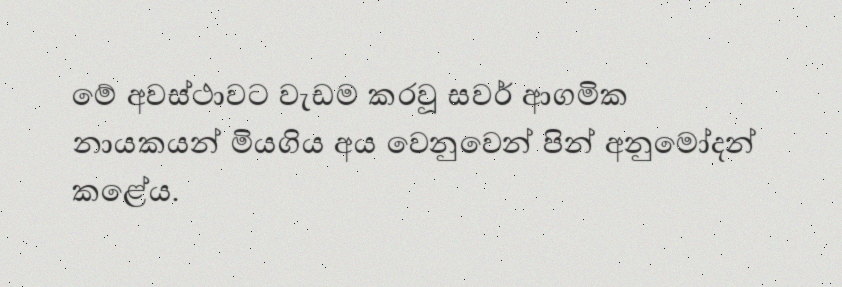 මේ අවස්ථාවට වැඩම කරවූ සවර් ආගමික
නායකයන් මියගිය අය වෙනුවෙන් පින් අනුමෝදන්
කළේය.